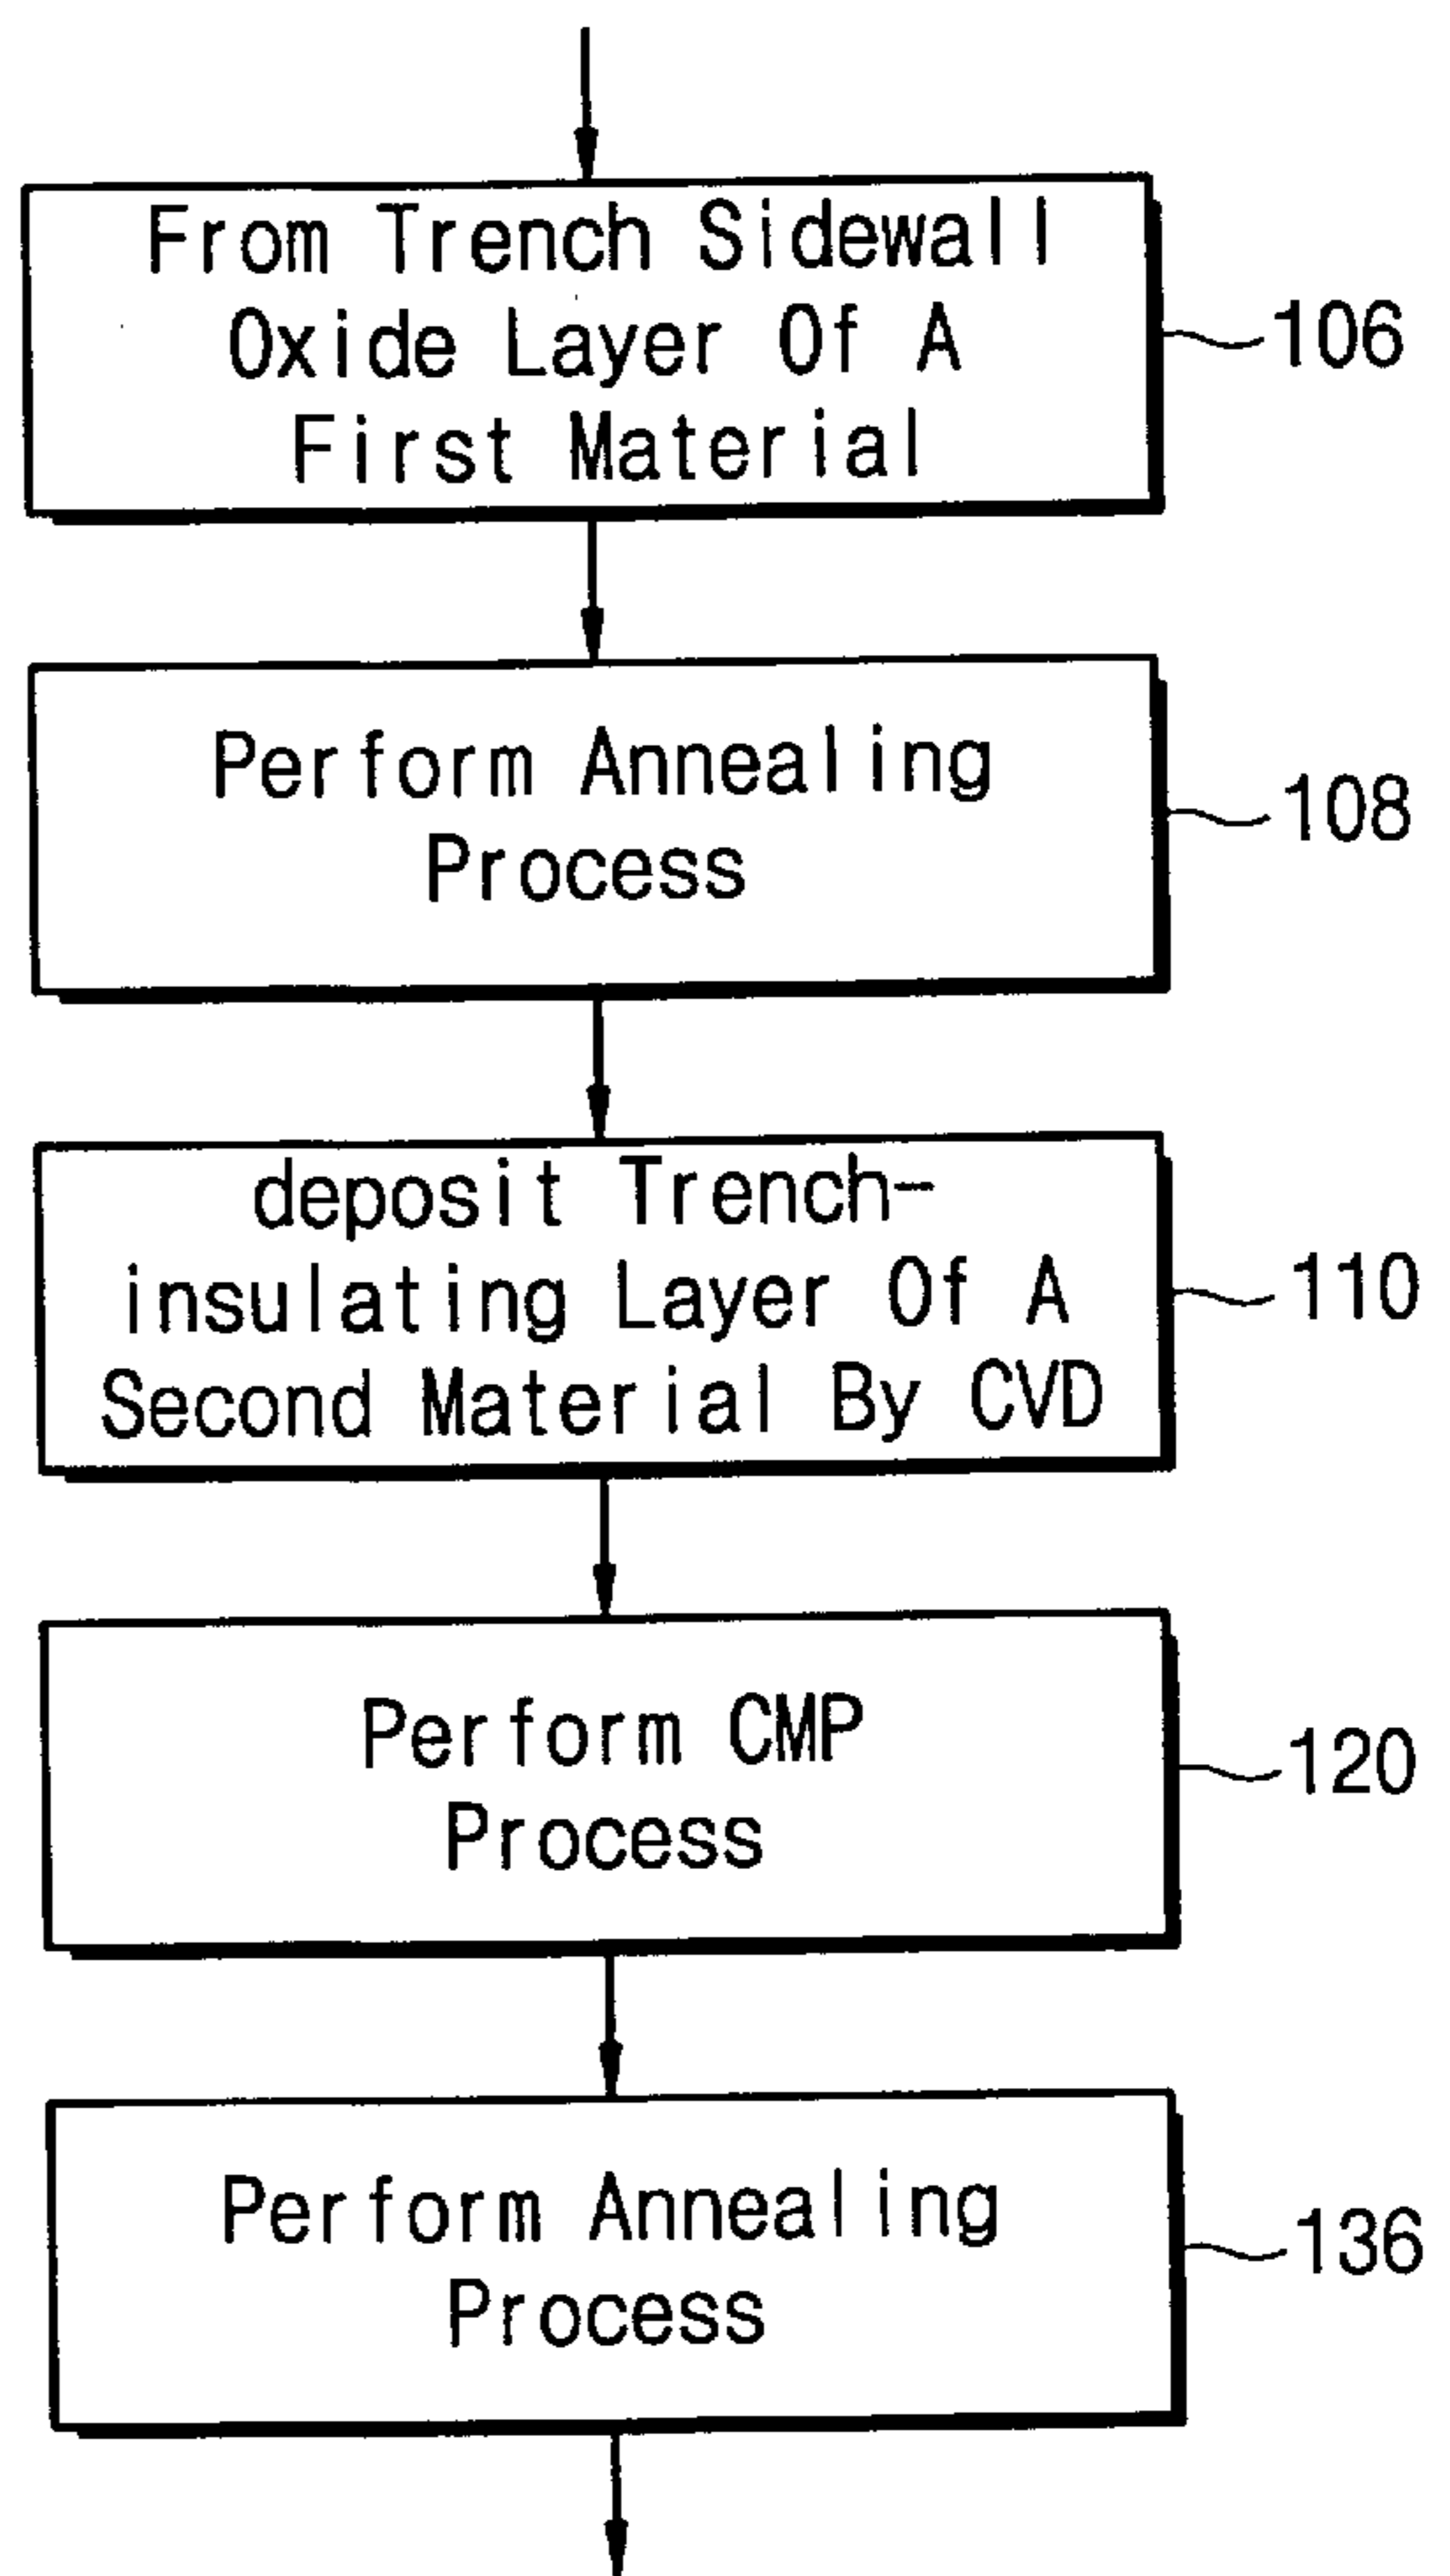 From Trench Sidewall
Oxide Layer Of A
First Material
106
Perform Annealing
Process
108
deposit Trench-
insulating Layer Of A
Second Material By CVD
110
Perform CMP
Process
120
Perform Annealing
Process
136